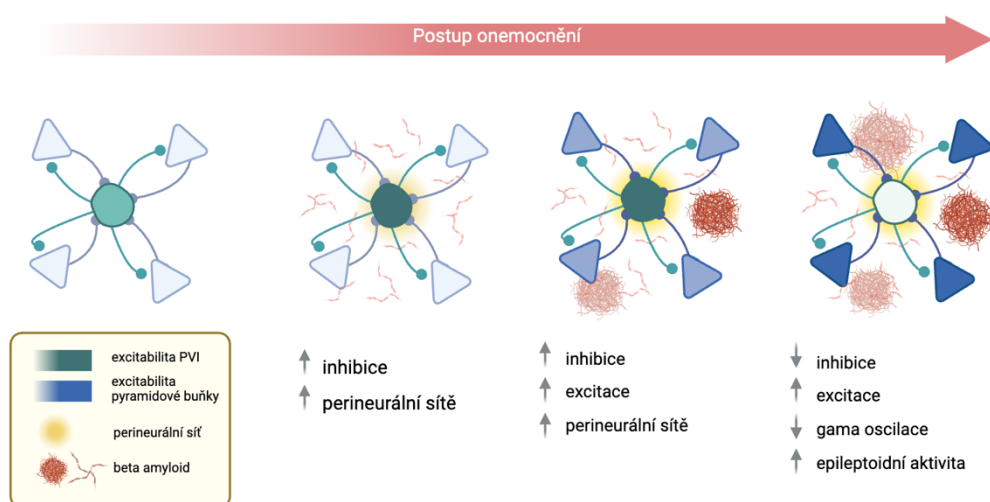 Postup onemocnění
excitabilita PVI
excitabilita
pyramidové buňky
perineurální síť
beta amyloid
inhibice
perineurální sítě
inhibice
excitace
perineurální sítě
inhibice
excitace
gama oscilace
epileptoidní aktivita